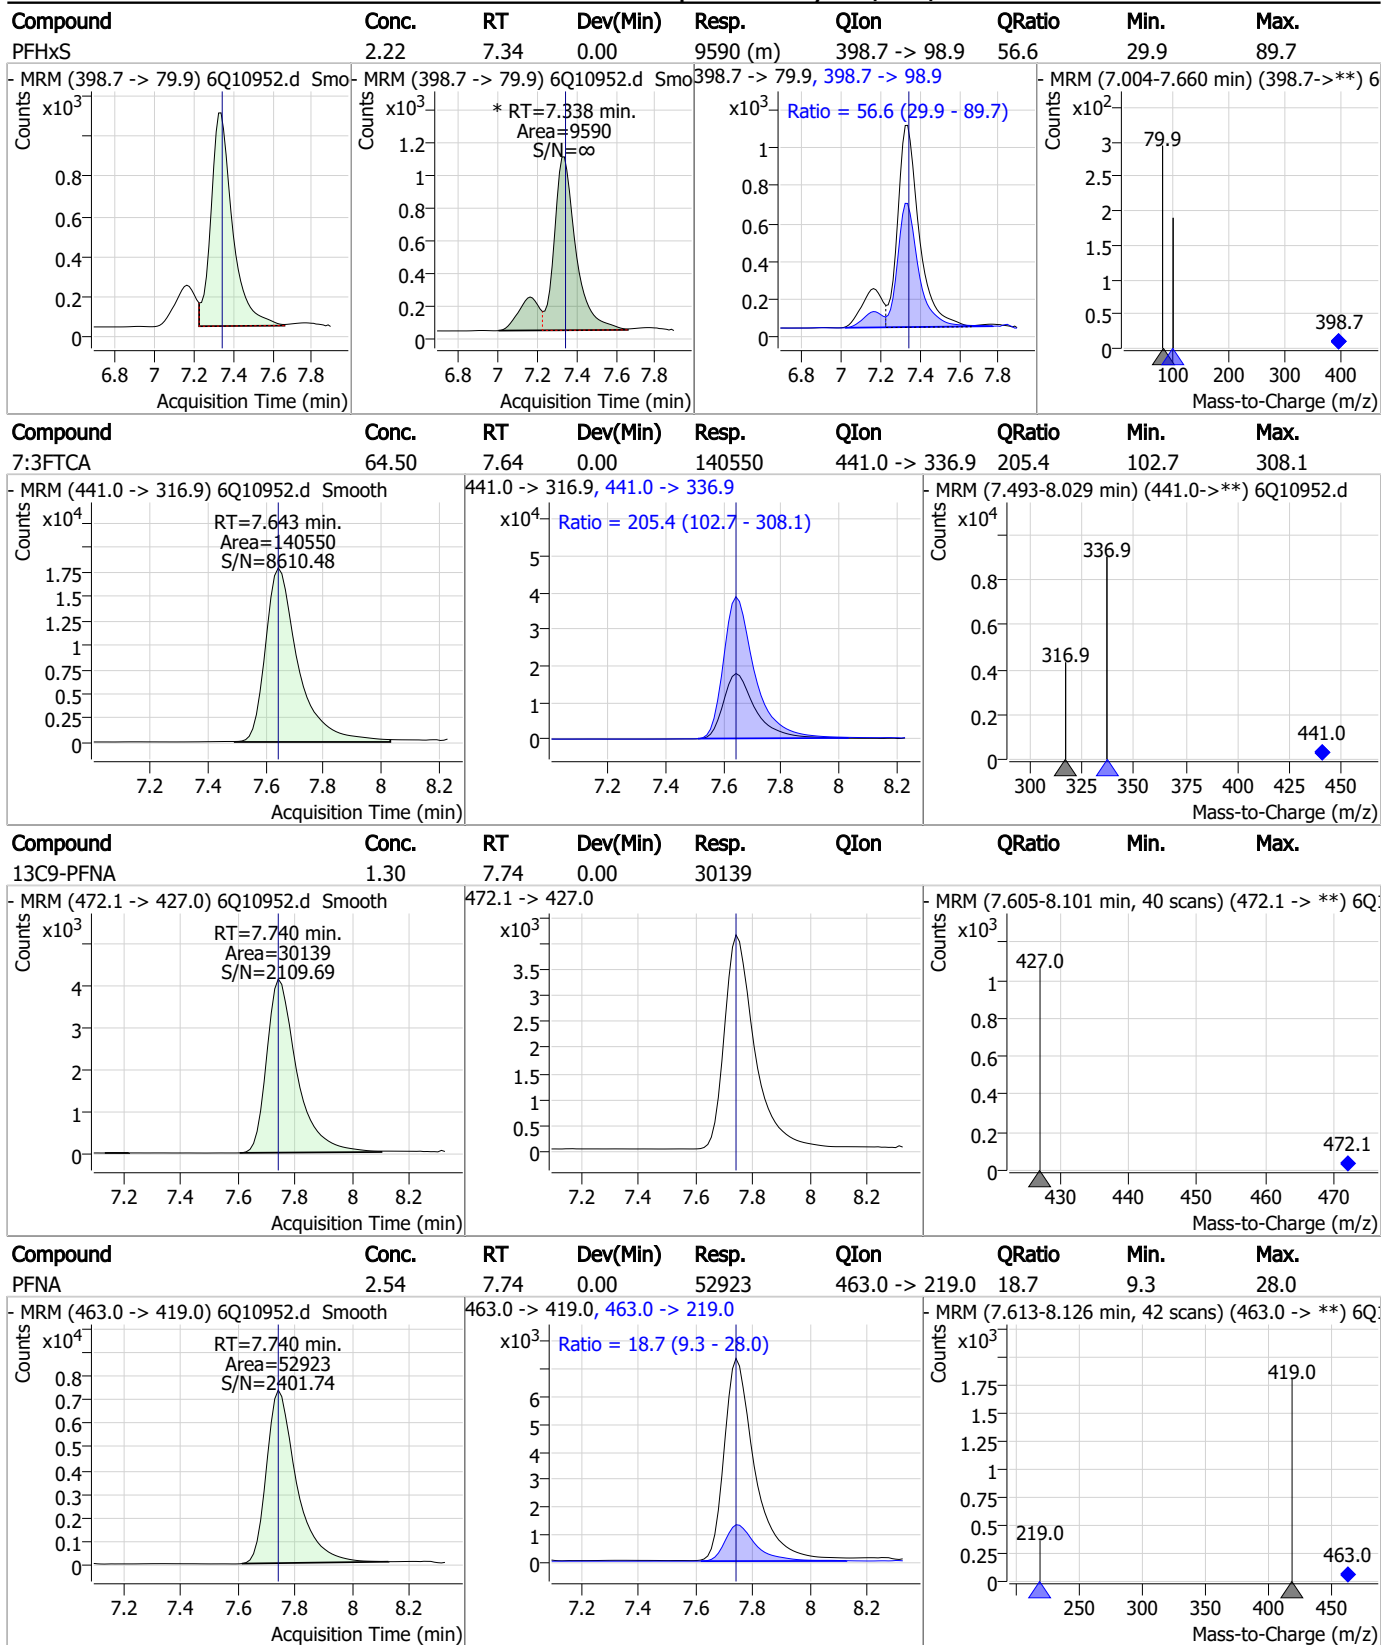 Compound Conc. RT Dev(Min) Resp. QIon QRatio Min. Max.
PFHxS 2.22 7.34 0.00 9590 (m) 398.7 -> 98.9 56.6 29.9 89.7
- MRM (398.7 -> 79.9) 6Q10952.d Smo
Counts
x10³
0.8
0.6
0.4
0.2
0
6.8 7 7.2 7.4 7.6 7.8
Acquisition Time (min)
- MRM (398.7 -> 79.9) 6Q10952.d Smo
Counts
x10³
* RT=7.338 min.
Area=9590
S/N=∞
1.2
1
0.8
0.6
0.4
0.2
0
6.8 7 7.2 7.4 7.6 7.8
Acquisition Time (min)
398.7 -> 79.9, 398.7 -> 98.9
x10³
Ratio = 56.6 (29.9 - 89.7)
1
0.8
0.6
0.4
0.2
0
6.8 7 7.2 7.4 7.6 7.8
- MRM (7.004-7.660 min) (398.7->**) 6
Counts
x10²
79.9
3
2.5
2
1.5
1
0.5
0
398.7
100 200 300 400
Mass-to-Charge (m/z)
Compound Conc. RT Dev(Min) Resp. QIon QRatio Min. Max.
7:3FTCA 64.50 7.64 0.00 140550 441.0 -> 336.9 205.4 102.7 308.1
- MRM (441.0 -> 316.9) 6Q10952.d Smooth
Counts
x10⁴
RT=7.643 min.
Area=140550
S/N=8610.48
1.75
1.5
1.25
1
0.75
0.5
0.25
0
7.2 7.4 7.6 7.8 8 8.2
Acquisition Time (min)
441.0 -> 316.9, 441.0 -> 336.9
x10⁴
Ratio = 205.4 (102.7 - 308.1)
5
4
3
2
1
0
7.2 7.4 7.6 7.8 8 8.2
- MRM (7.493-8.029 min) (441.0->**) 6Q10952.d
Counts
x10⁴
336.9
0.8
0.6
316.9
0.4
0.2
441.0
0
300 325 350 375 400 425 450
Mass-to-Charge (m/z)
Compound Conc. RT Dev(Min) Resp. QIon QRatio Min. Max.
13C9-PFNA 1.30 7.74 0.00 30139
- MRM (472.1 -> 427.0) 6Q10952.d Smooth
Counts
x10³
RT=7.740 min.
Area=30139
S/N=2109.69
4
3
2
1
0
7.2 7.4 7.6 7.8 8 8.2
Acquisition Time (min)
472.1 -> 427.0
x10³
3.5
3
2.5
2
1.5
1
0.5
0
7.2 7.4 7.6 7.8 8 8.2
- MRM (7.605-8.101 min, 40 scans) (472.1 -> **) 6Q
Counts
x10³
427.0
1
0.8
0.6
0.4
0.2
472.1
0
430 440 450 460 470
Mass-to-Charge (m/z)
Compound Conc. RT Dev(Min) Resp. QIon QRatio Min. Max.
PFNA 2.54 7.74 0.00 52923 463.0 -> 219.0 18.7 9.3 28.0
- MRM (463.0 -> 419.0) 6Q10952.d Smooth
Counts
x10⁴
RT=7.740 min.
Area=52923
S/N=2401.74
0.8
0.7
0.6
0.5
0.4
0.3
0.2
0.1
0
7.2 7.4 7.6 7.8 8 8.2
Acquisition Time (min)
463.0 -> 419.0, 463.0 -> 219.0
x10³
Ratio = 18.7 (9.3 - 28.0)
6
5
4
3
2
1
0
7.2 7.4 7.6 7.8 8 8.2
- MRM (7.613-8.126 min, 42 scans) (463.0 -> **) 6Q
Counts
x10³
419.0
1.75
1.5
1.25
1
0.75
0.5
219.0
0.25
463.0
0
250 300 350 400 450
Mass-to-Charge (m/z)